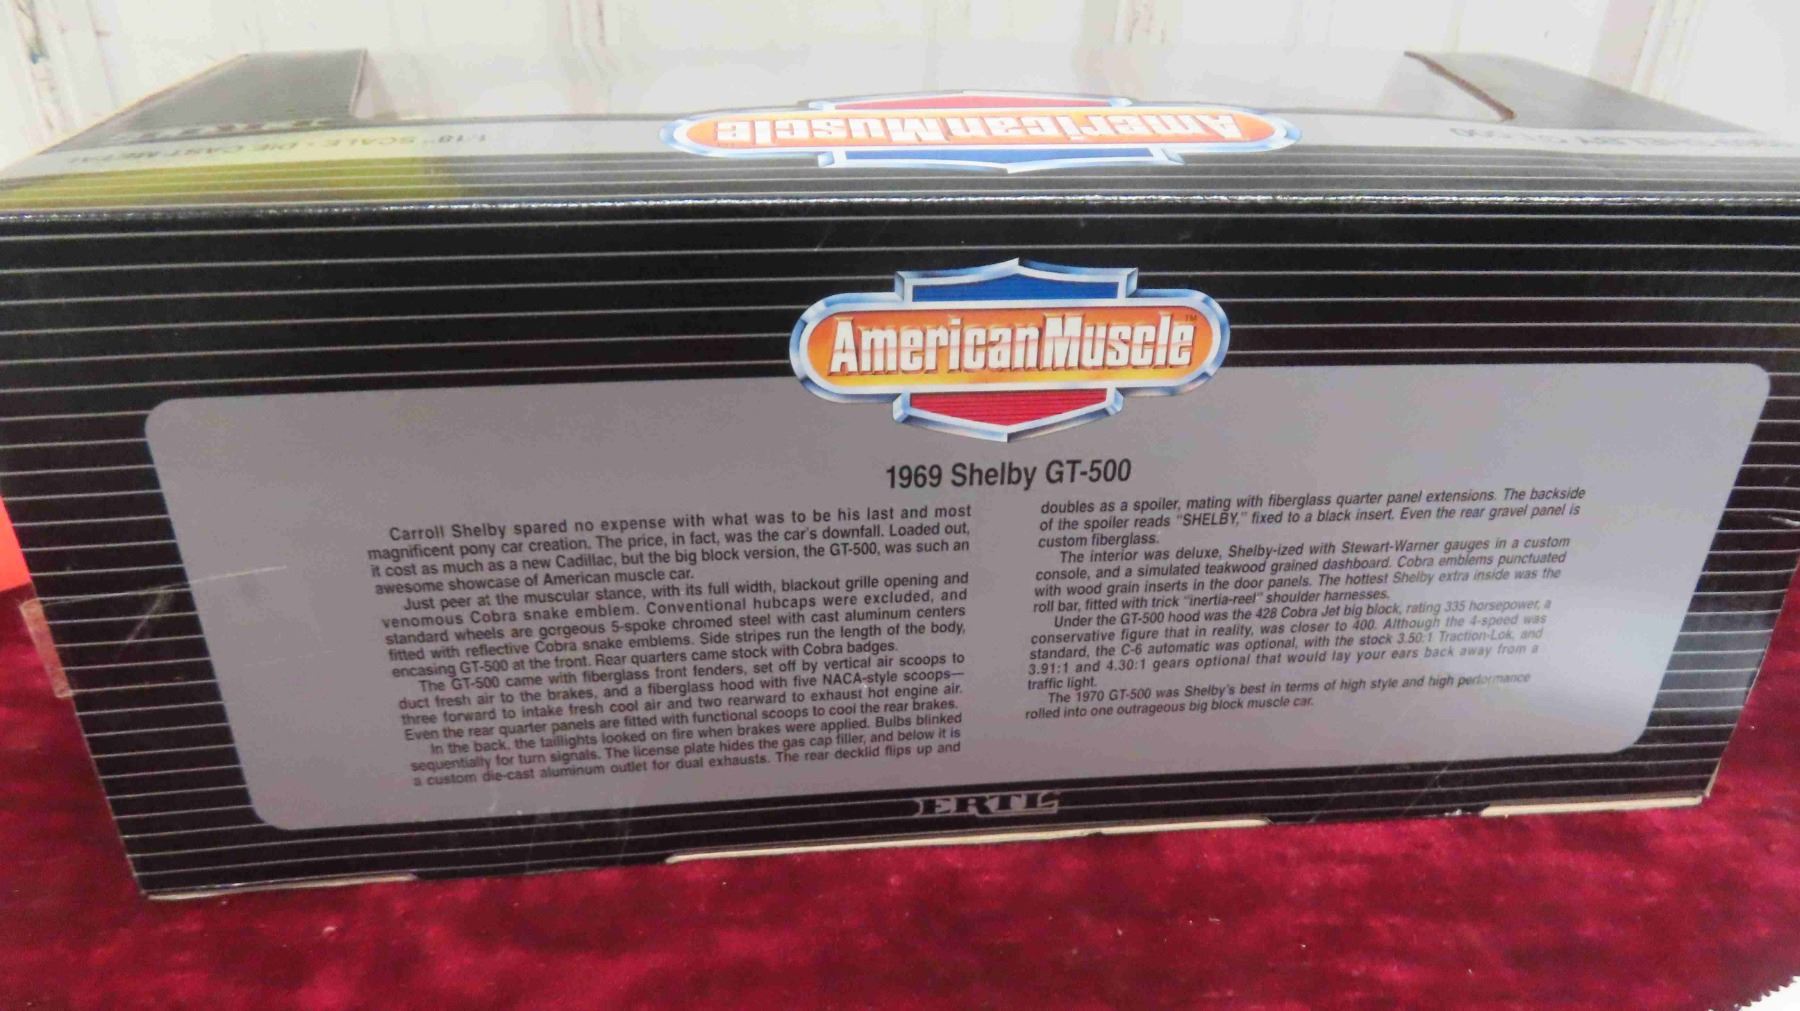 1/18" SCALE • DIE CAST METAL
AmericanMuscle
AmericanMuscle™
1969 Shelby GT-500
Carroll Shelby spared no expense with what was to be his last and most
magnificent pony car creation. The price, in fact, was the car's downfall. Loaded out,
it cost as much as a new Cadillac, but the big block version, the GT-500, was such an
awesome showcase of American muscle car.
Just peer at the muscular stance, with its full width, blackout grille opening and
venomous Cobra snake emblem. Conventional hubcaps were excluded, and
standard wheels are gorgeous 5-spoke chromed steel with cast aluminum centers
fitted with reflective Cobra snake emblems. Side stripes run the length of the body,
encasing GT-500 at the front. Rear quarters came stock with Cobra badges.
The GT-500 came with fiberglass front fenders, set off by vertical air scoops to
duct fresh air to the brakes, and a fiberglass hood with five NACA-style scoops—
three forward to intake fresh cool air and two rearward to exhaust hot engine air.
Even the rear quarter panels are fitted with functional scoops to cool the rear brakes.
In the back, the taillights looked on fire when brakes were applied. Bulbs blinked
sequentially for turn signals. The license plate hides the gas cap filler, and below it is
a custom die-cast aluminum outlet for dual exhausts. The rear decklid flips up and
doubles as a spoiler, mating with fiberglass quarter panel extensions. The backside
of the spoiler reads "SHELBY," fixed to a black insert. Even the rear gravel panel is
custom fiberglass.
The interior was deluxe, Shelby-ized with Stewart-Warner gauges in a custom
console, and a simulated teakwood grained dashboard. Cobra emblems punctuated
with wood grain inserts in the door panels. The hottest Shelby extra inside was the
roll bar, fitted with trick "inertia-reel" shoulder harnesses.
Under the GT-500 hood was the 428 Cobra Jet big block, rating 335 horsepower, a
conservative figure that in reality, was closer to 400. Although the 4-speed was
standard, the C-6 automatic was optional, with the stock 3.50:1 Traction-Lok, and
3.91:1 and 4.30:1 gears optional that would lay your ears back away from a
traffic light.
The 1970 GT-500 was Shelby's best in terms of high style and high performance
rolled into one outrageous big block muscle car.
ERTL